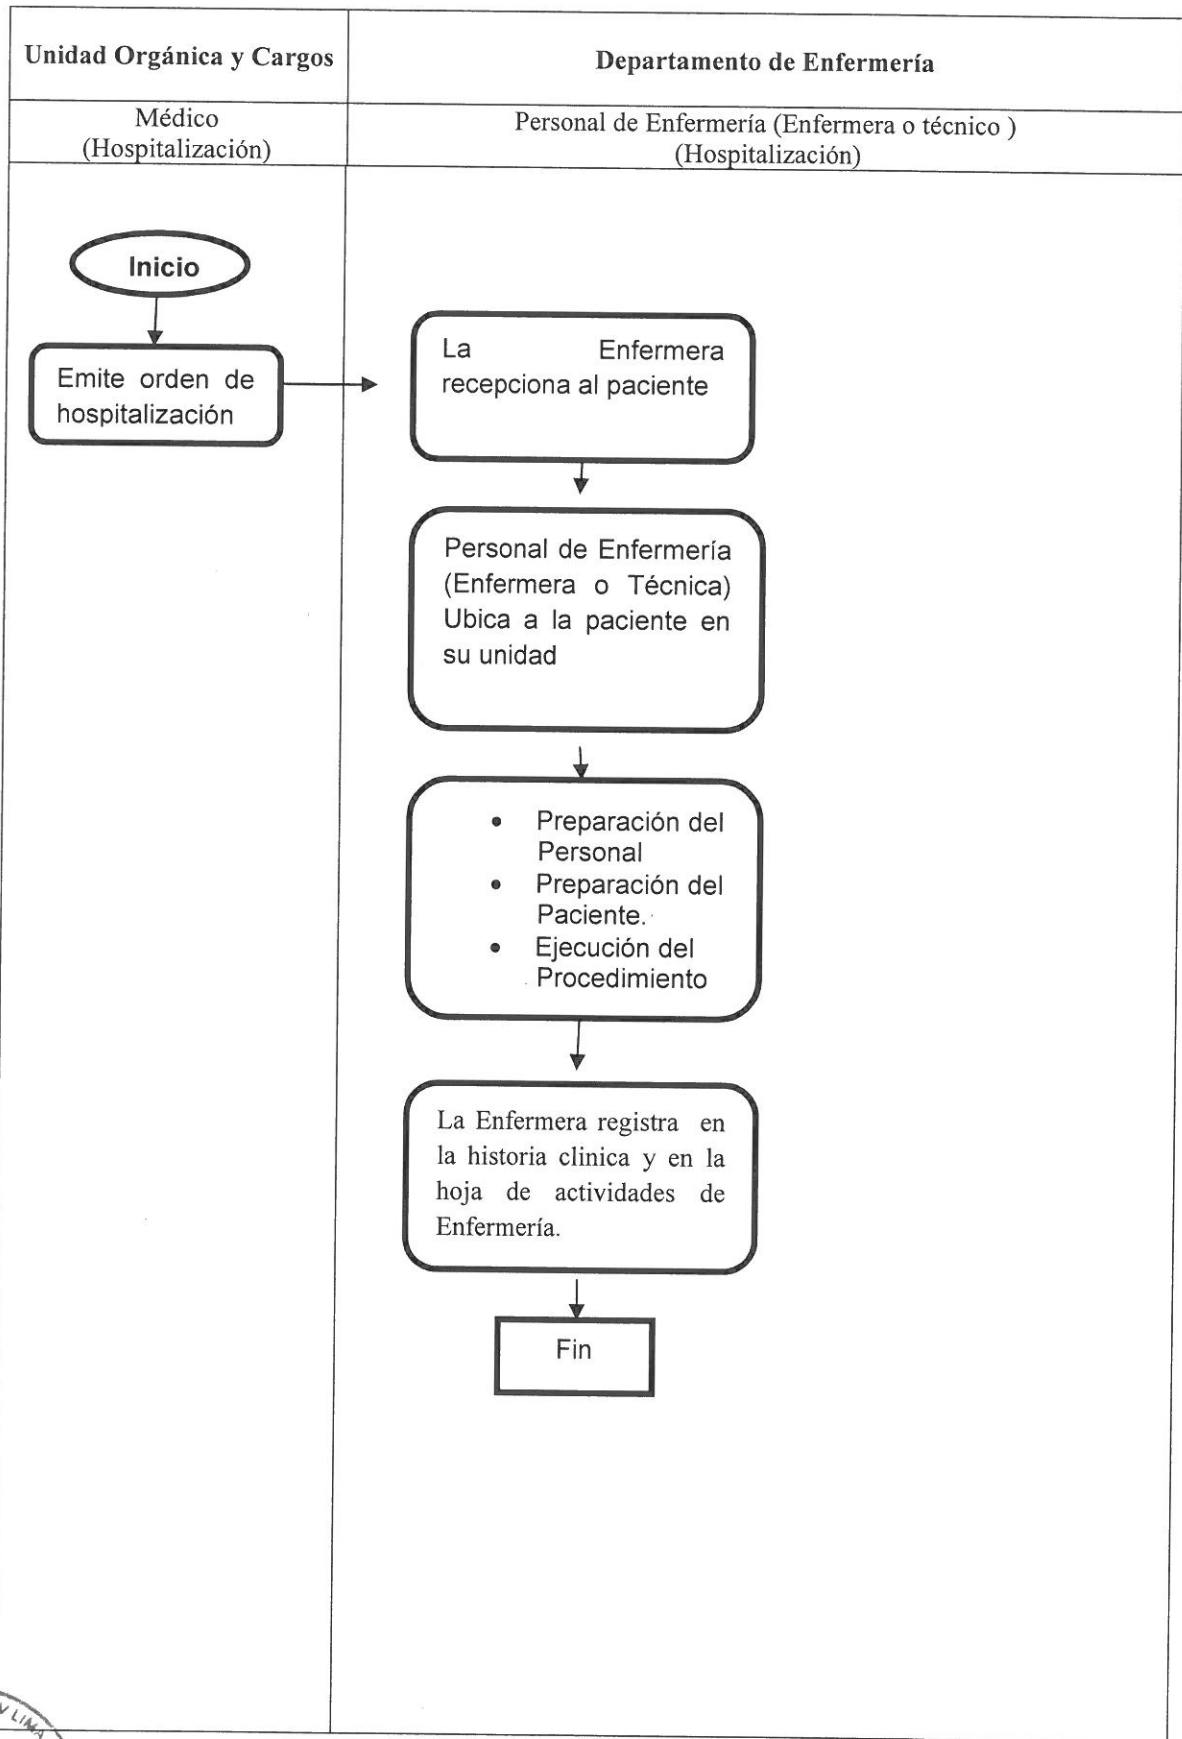 Unidad Orgánica y Cargos
Departamento de Enfermería
Médico
(Hospitalización)
Personal de Enfermería (Enfermera o técnico )
(Hospitalización)
Inicio
Emite orden de
hospitalización
La Enfermera
recepciona al paciente
Personal de Enfermería
(Enfermera o Técnica)
Ubica a la paciente en
su unidad
• Preparación del
Personal
• Preparación del
Paciente.
• Ejecución del
Procedimiento
La Enfermera registra en
la historia clinica y en la
hoja de actividades de
Enfermería.
Fin
LIMA